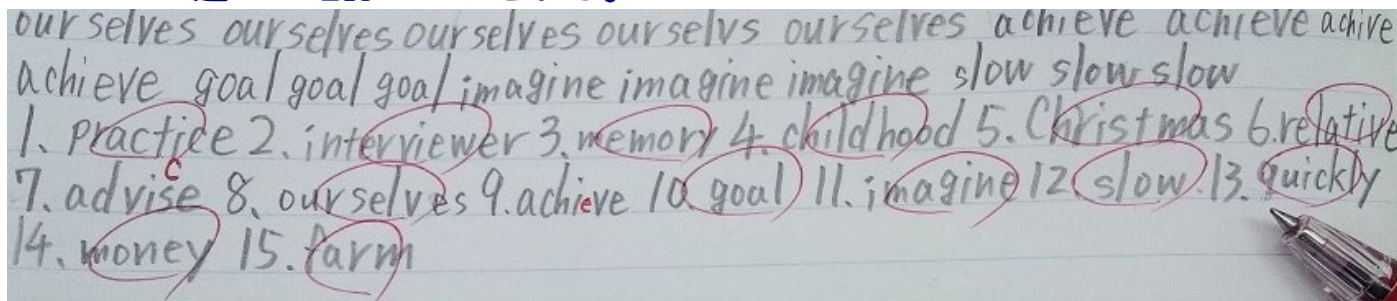 ourselves ourselves ourselves ourselvs ourselves achieve achieve achive
achieve goal goal goal imagine imagine imagine slow slow slow
1. practice 2. interviewer 3. memory 4. childhood 5. Christmas 6. relative
7. advise c 8. ourselves 9. achieve 10. goal 11. imagine 12 slow 13. quickly
14. money 15. farm